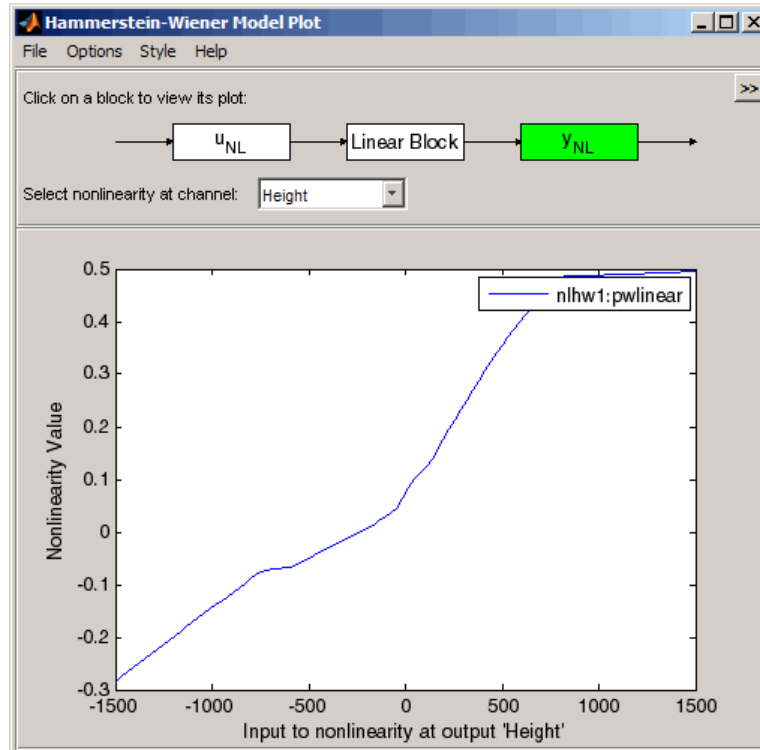 Hammerstein-Wiener Model Plot
File Options Style Help
Click on a block to view its plot:
>>
uNL Linear Block yNL
Select nonlinearity at channel: Height
nlhw1:pwlinear
0.5
0.4
0.3
0.2
0.1
0
-0.1
-0.2
-0.3
Nonlinearity Value
-1500 -1000 -500 0 500 1000 1500
Input to nonlinearity at output 'Height'